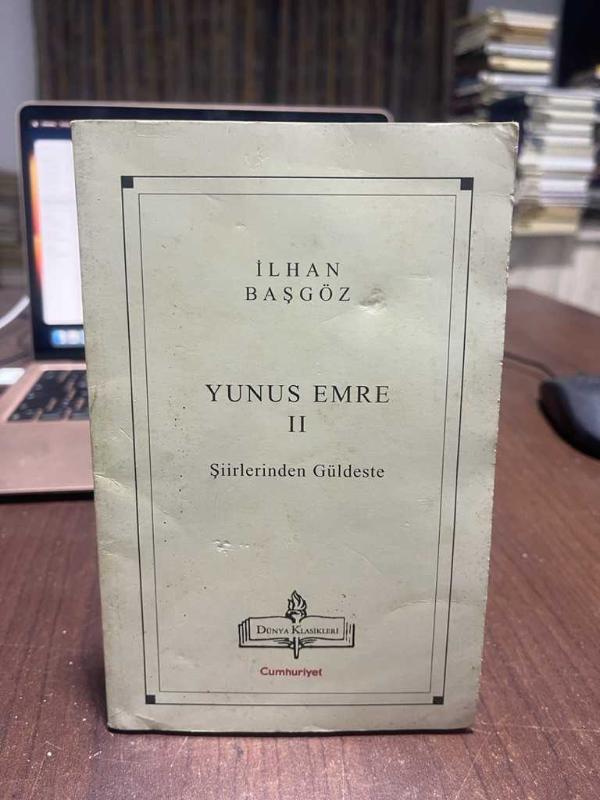 İLHAN
BAŞGÖZ
YUNUS EMRE
II
Şiirlerinden Güldeste
DÜNYA KLASİKLERİ
Cumhuriyet